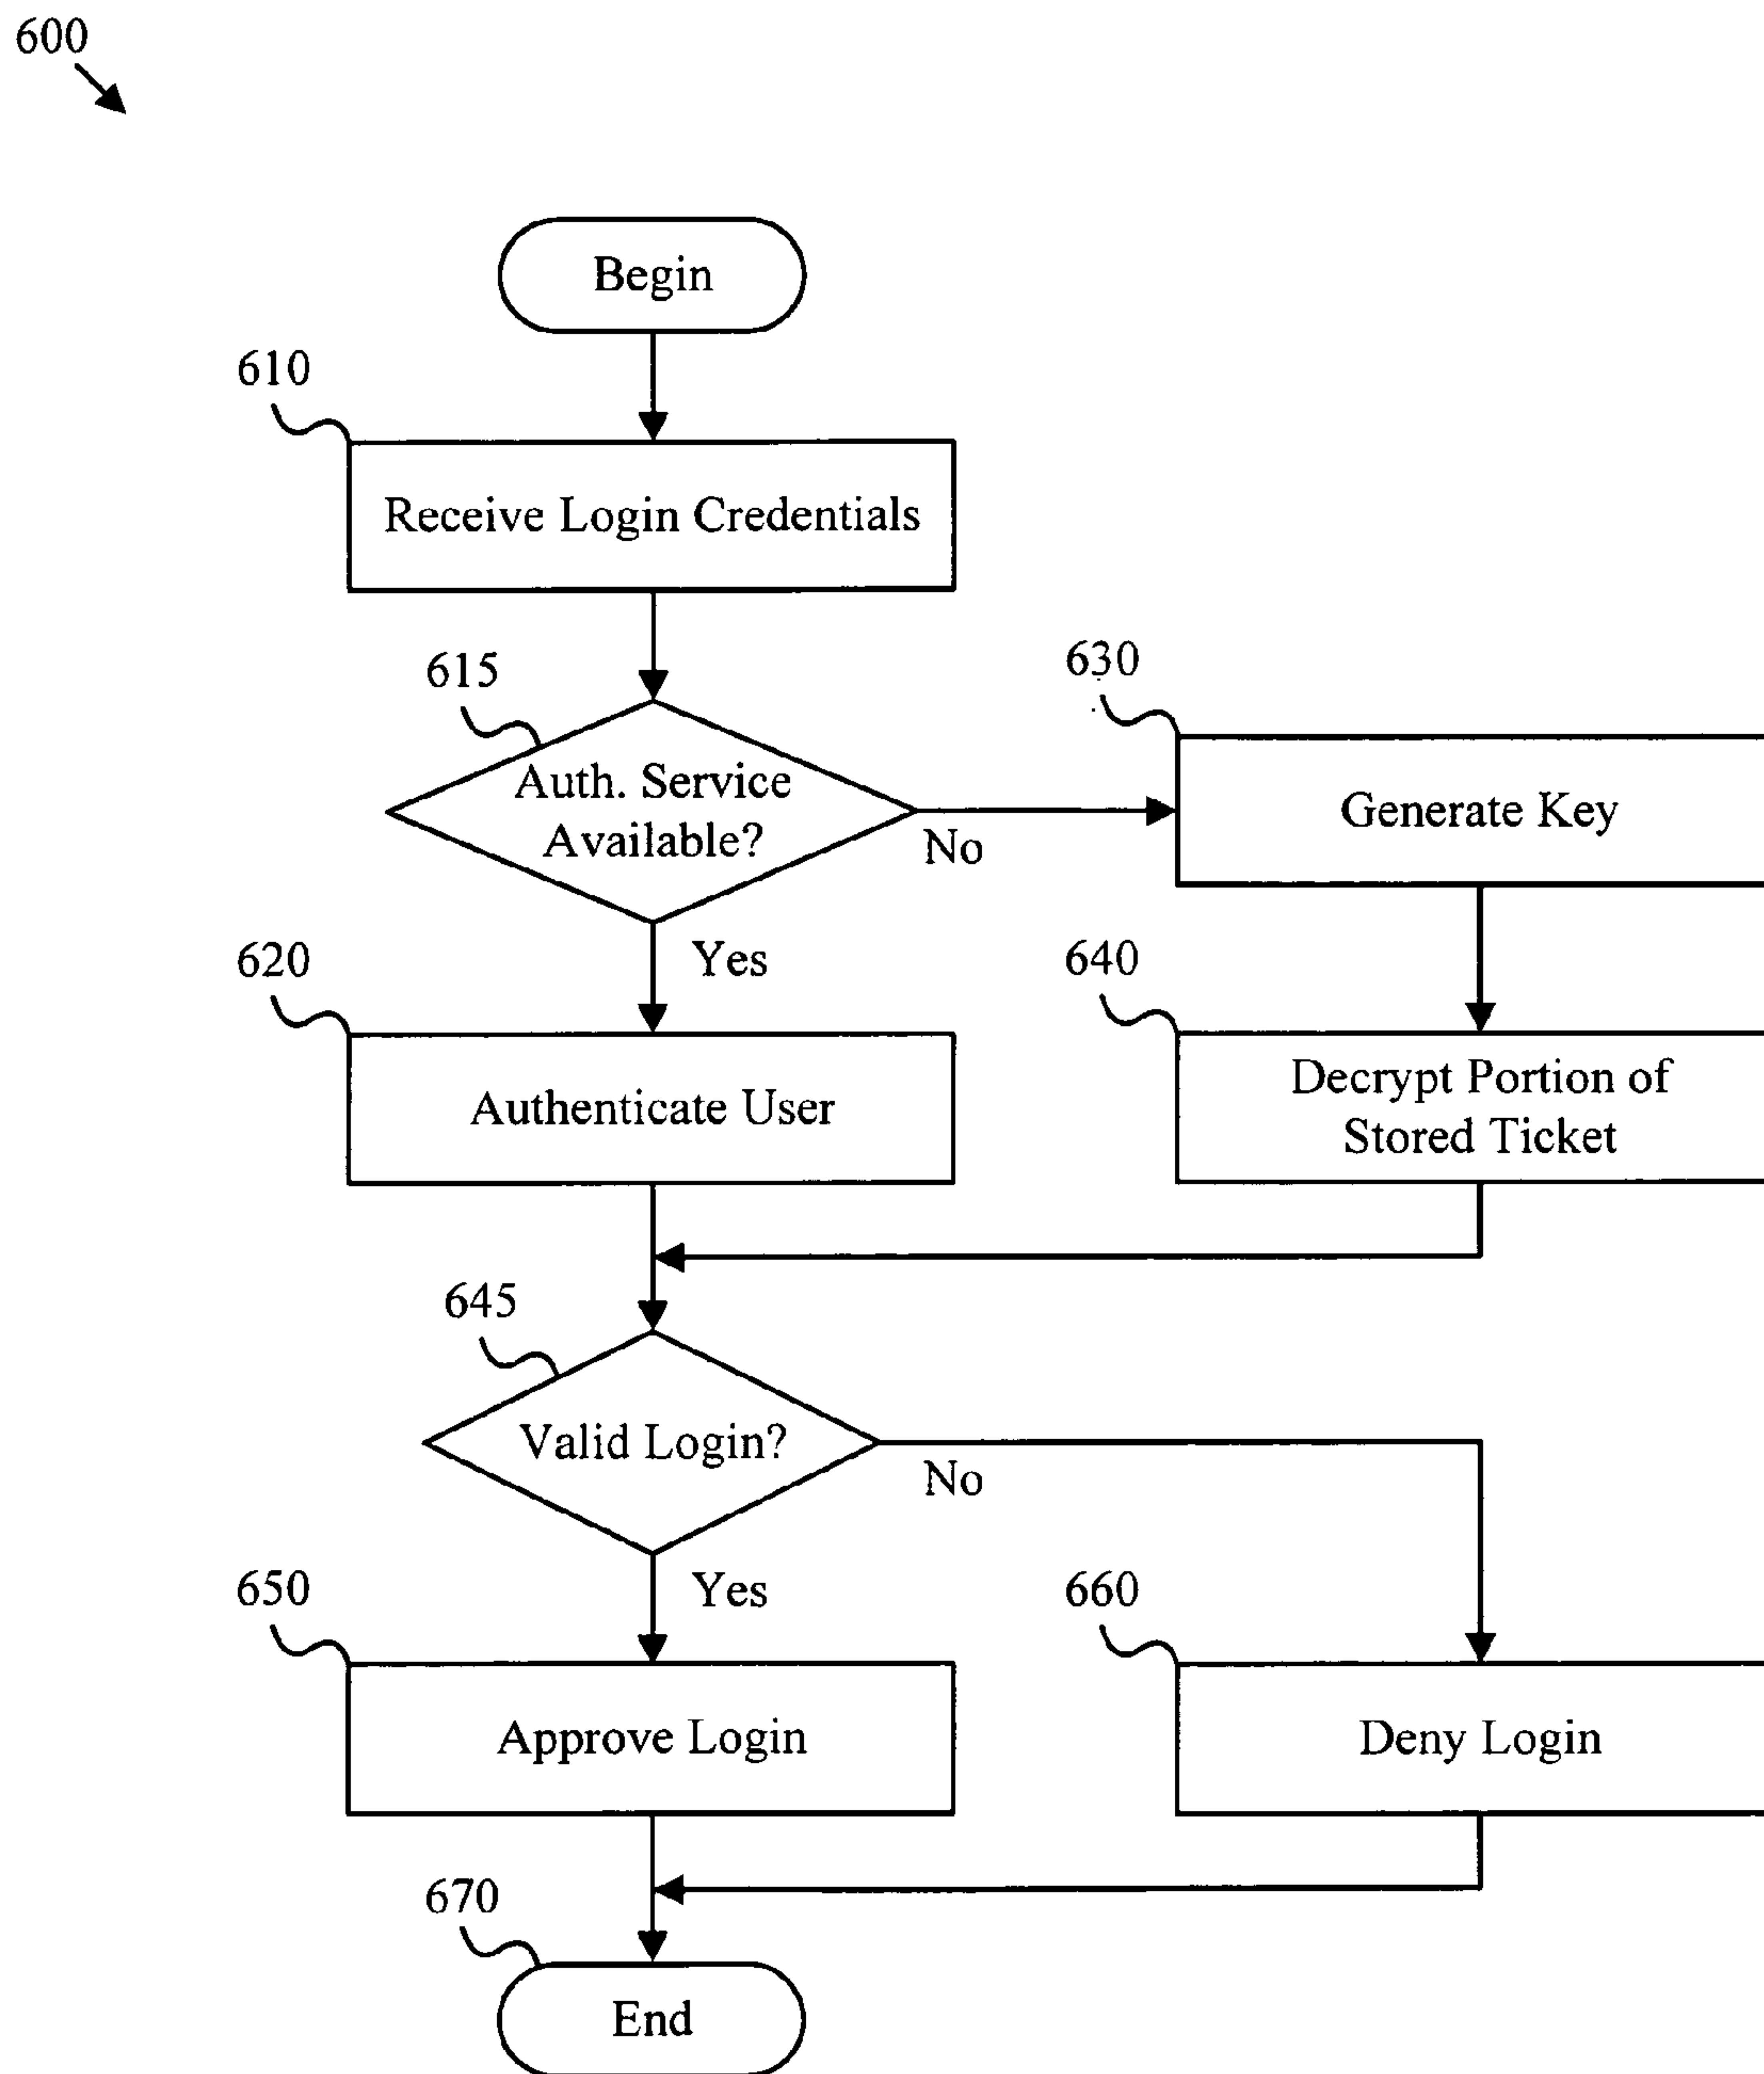 600
Begin
610
Receive Login Credentials
615
Auth. Service
Available?
No
Yes
630
Generate Key
620
Authenticate User
640
Decrypt Portion of
Stored Ticket
645
Valid Login?
No
Yes
650
Approve Login
660
Deny Login
670
End